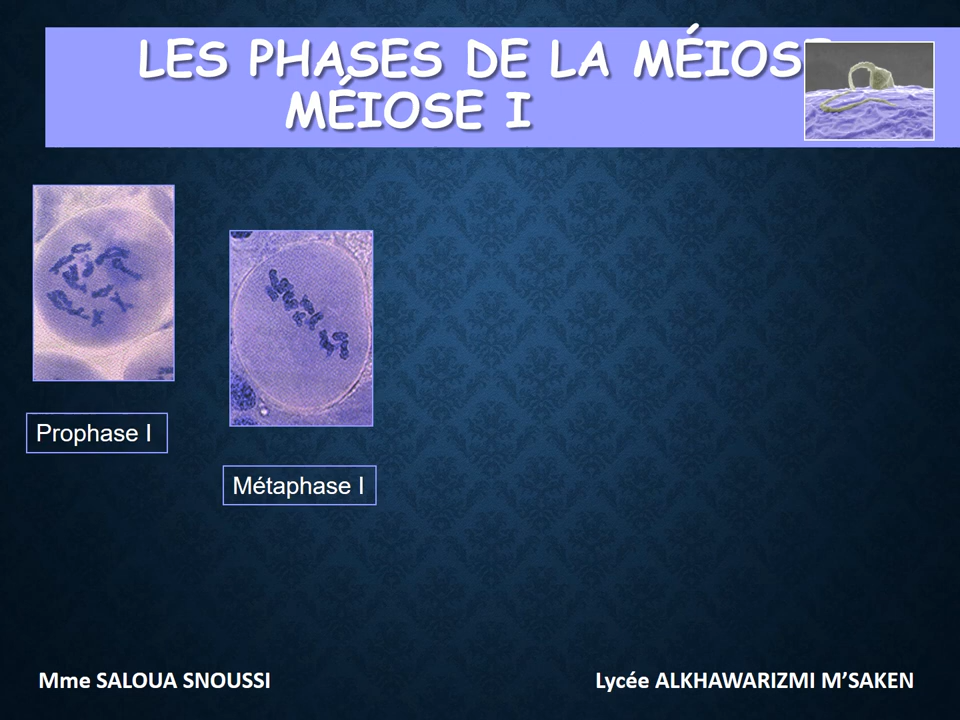 LES PHASES DE LA MÉIOSE
MÉIOSE I
Prophase I
Métaphase I
Mme SALOUA SNOUSSI
Lycée ALKHAWARIZMI M’SAKEN